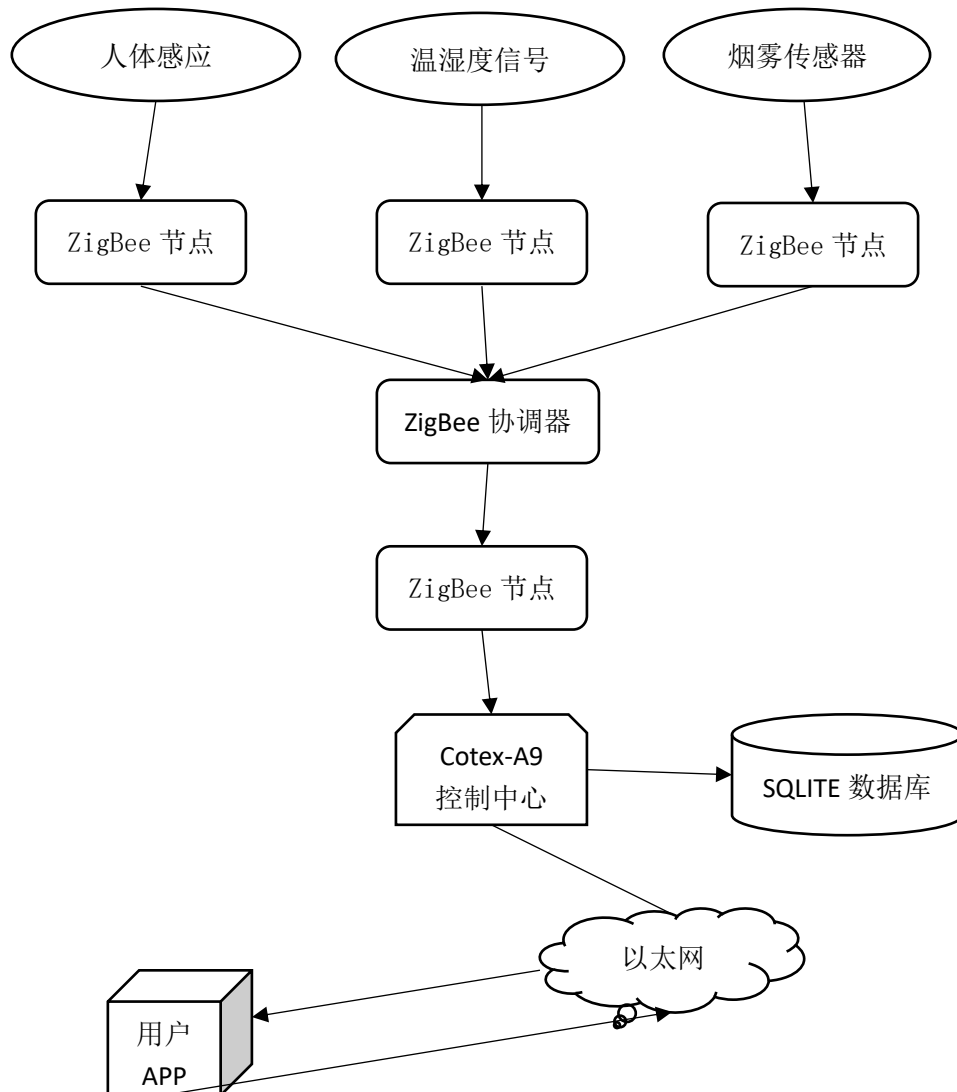 人体感应
温湿度信号
烟雾传感器
ZigBee 节点
ZigBee 节点
ZigBee 节点
ZigBee 协调器
ZigBee 节点
Cotex-A9
控制中心
SQLITE 数据库
以太网
用户
APP